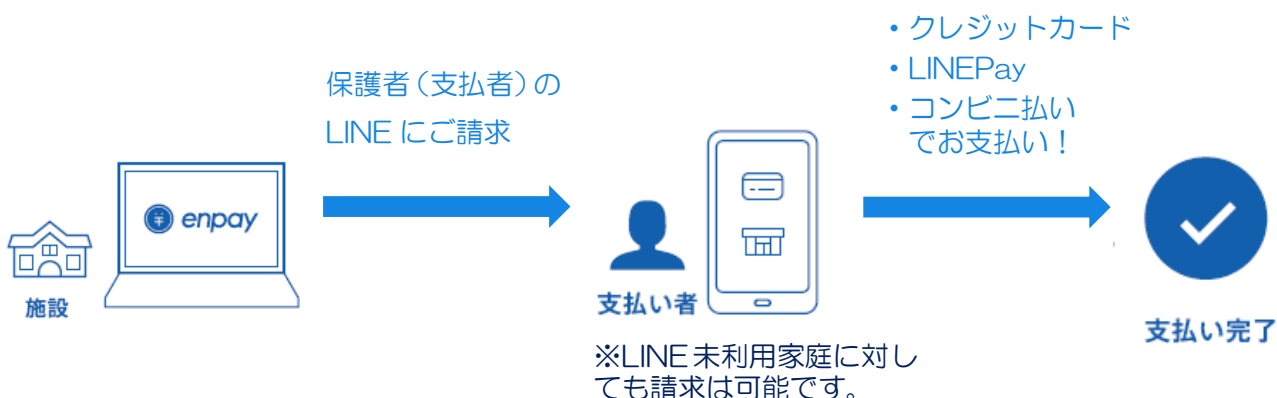 ・クレジットカード
・LINEPay
・コンビニ払い
でお支払い！
保護者（支払者）の
LINE にご請求
enpay
施設
支払い者
※LINE 未利用家庭に対し
ても請求は可能です。
支払い完了